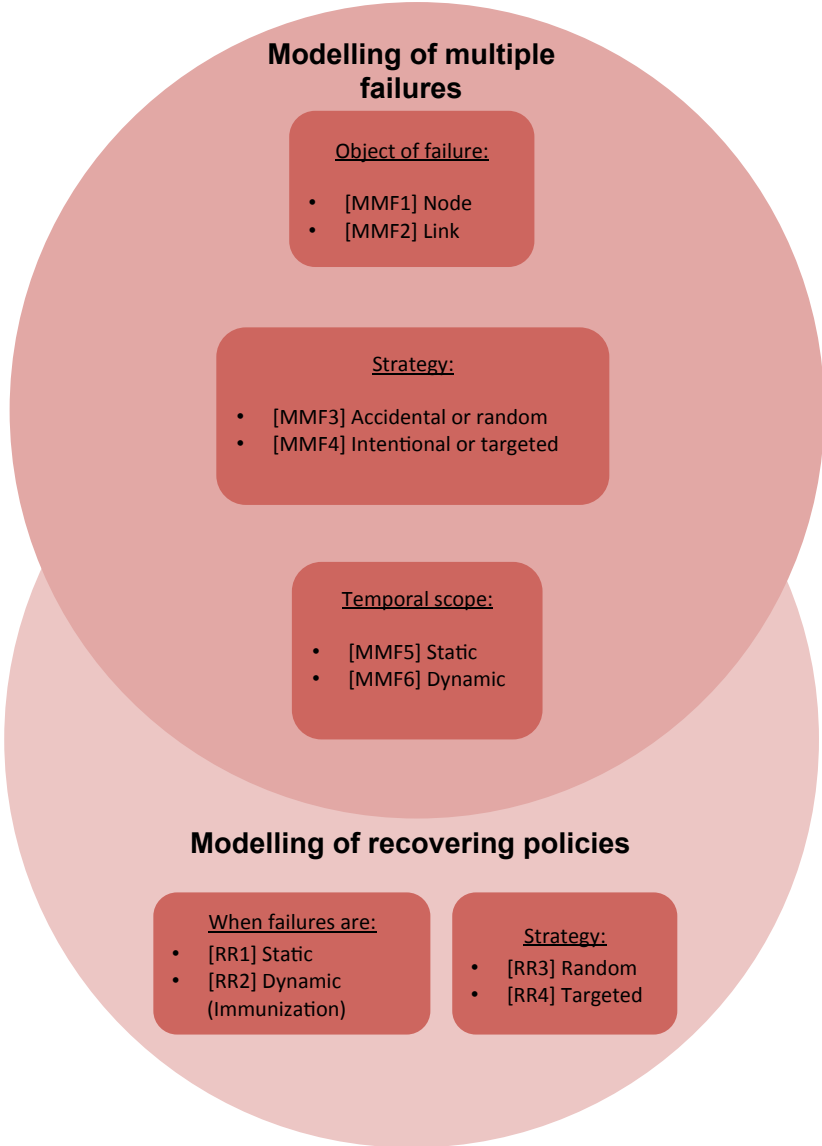 Modelling of multiple
failures
Object of failure:
• [MMF1] Node
• [MMF2] Link
Strategy:
• [MMF3] Accidental or random
• [MMF4] Intentional or targeted
Temporal scope:
• [MMF5] Static
• [MMF6] Dynamic
Modelling of recovering policies
When failures are:
• [RR1] Static
• [RR2] Dynamic
(Immunization)
Strategy:
• [RR3] Random
• [RR4] Targeted